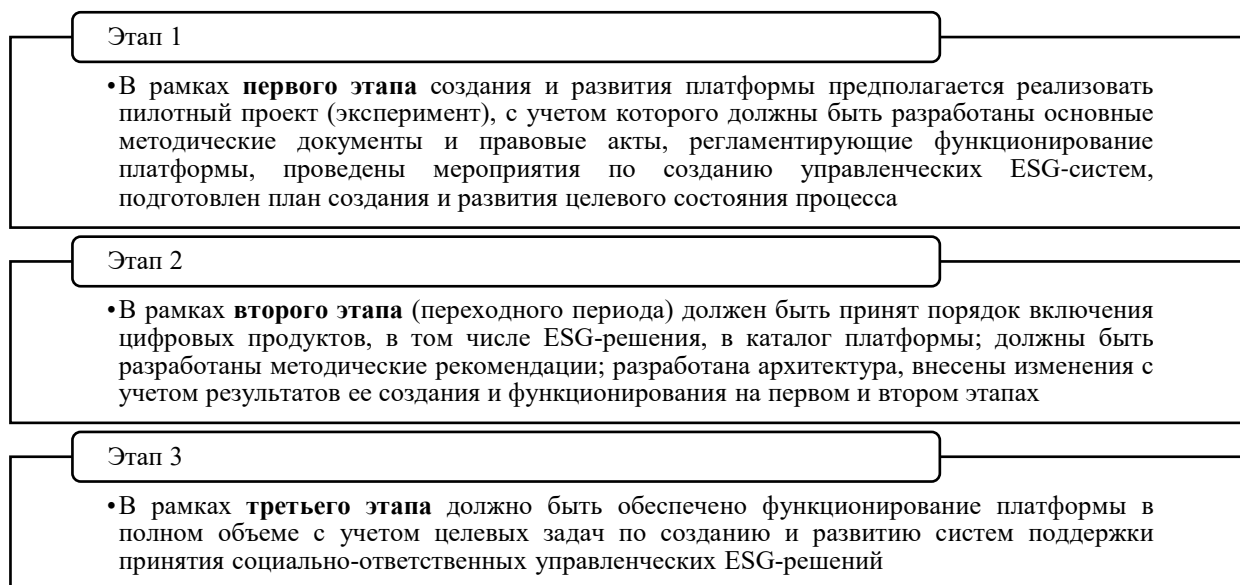 Этап 1
•В рамках первого этапа создания и развития платформы предполагается реализовать
пилотный проект (эксперимент), с учетом которого должны быть разработаны основные
методические документы и правовые акты, регламентирующие функционирование
платформы, проведены мероприятия по созданию управленческих ESG-систем,
подготовлен план создания и развития целевого состояния процесса
Этап 2
•В рамках второго этапа (переходного периода) должен быть принят порядок включения
цифровых продуктов, в том числе ESG-решения, в каталог платформы; должны быть
разработаны методические рекомендации; разработана архитектура, внесены изменения с
учетом результатов ее создания и функционирования на первом и втором этапах
Этап 3
•В рамках третьего этапа должно быть обеспечено функционирование платформы в
полном объеме с учетом целевых задач по созданию и развитию систем поддержки
принятия социально-ответственных управленческих ESG-решений